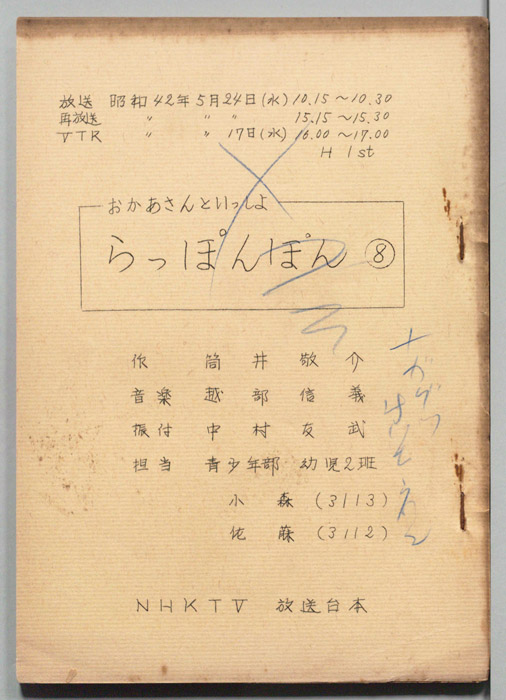 放送 昭和42年5月24日(水)10.15~10.30
再放送 〃 〃 〃 15.15~15.30
VTR 〃 〃 17日(水)16.00~17.00
H 1st
おかあさんといっしよ
らっぽんぽん ⑧
作 筒井敬介
音楽 越部信義
振付 中村友武
担当 青少年部 幼児2班
小森(3113)
佐藤(3112)
NHKTV 放送台本